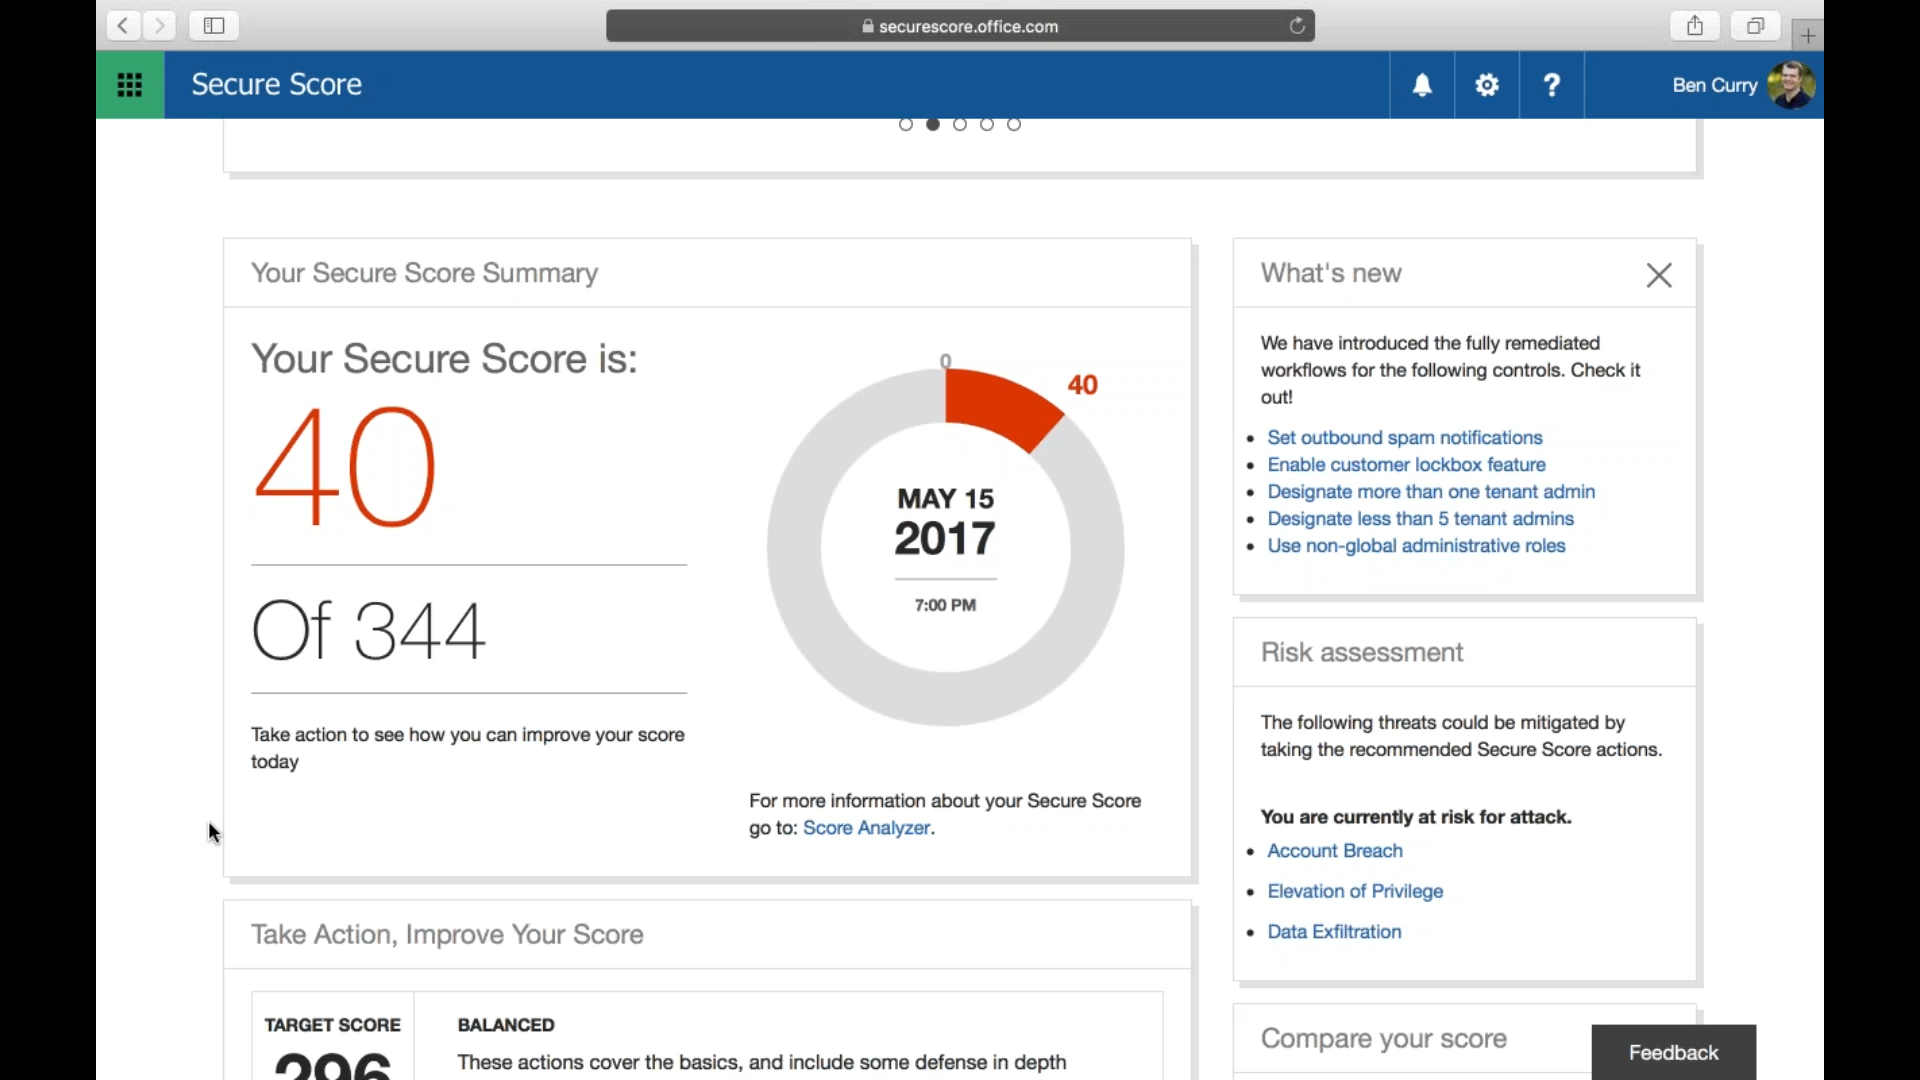 securescore.office.com
Secure Score
Ben Curry
Your Secure Score Summary
Your Secure Score is:
40
Of 344
Take action to see how you can improve your score
today
0
40
MAY 15
2017
7:00 PM
For more information about your Secure Score
go to: Score Analyzer.
What's new
We have introduced the fully remediated
workflows for the following controls. Check it
out!
Set outbound spam notifications
Enable customer lockbox feature
Designate more than one tenant admin
Designate less than 5 tenant admins
Use non-global administrative roles
Risk assessment
The following threats could be mitigated by
taking the recommended Secure Score actions.
You are currently at risk for attack.
Account Breach
Elevation of Privilege
Data Exfiltration
Take Action, Improve Your Score
TARGET SCORE
296
BALANCED
These actions cover the basics, and include some defense in depth
Compare your score
Feedback